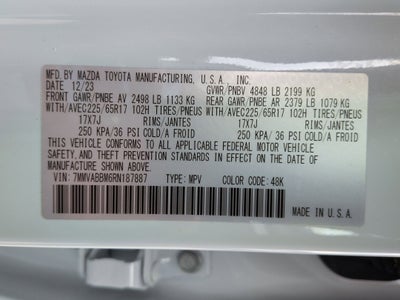 MFD. BY MAZDA TOYOTA MANUFACTURING, U.S.A., INC.
DATE: 12/23 GVWR/PNBV 4848 LB 2199 KG
FRONT GAWR/PNBE AV 2498 LB 1133 KG REAR GAWR/PNBE AR 2379 LB 1079 KG
WITH/AVEC225/65R17 102H TIRES/PNEUS WITH/AVEC225/65R17 102H TIRES/PNEUS
17X7J RIMS/JANTES 17X7J RIMS/JANTES
250 KPA/36 PSI COLD/A FROID 250 KPA/36 PSI COLD/A FROID
THIS VEHICLE CONFORMS TO ALL APPLICABLE FEDERAL MOTOR VEHICLE
SAFETY AND THEFT PREVENTION STANDARDS IN EFFECT ON THE DATE OF
MANUFACTURE SHOWN ABOVE.
VIN: 7MMVABBM6RN187887 TYPE: MPV COLOR CODE: 48K
MADE IN U.S.A.